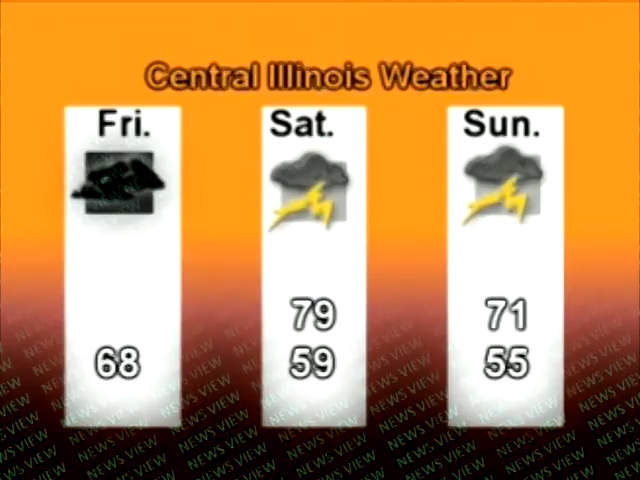 Central Illinois Weather
Fri. Sat. Sun.
79 71
68 59 55
NEWS VIEW